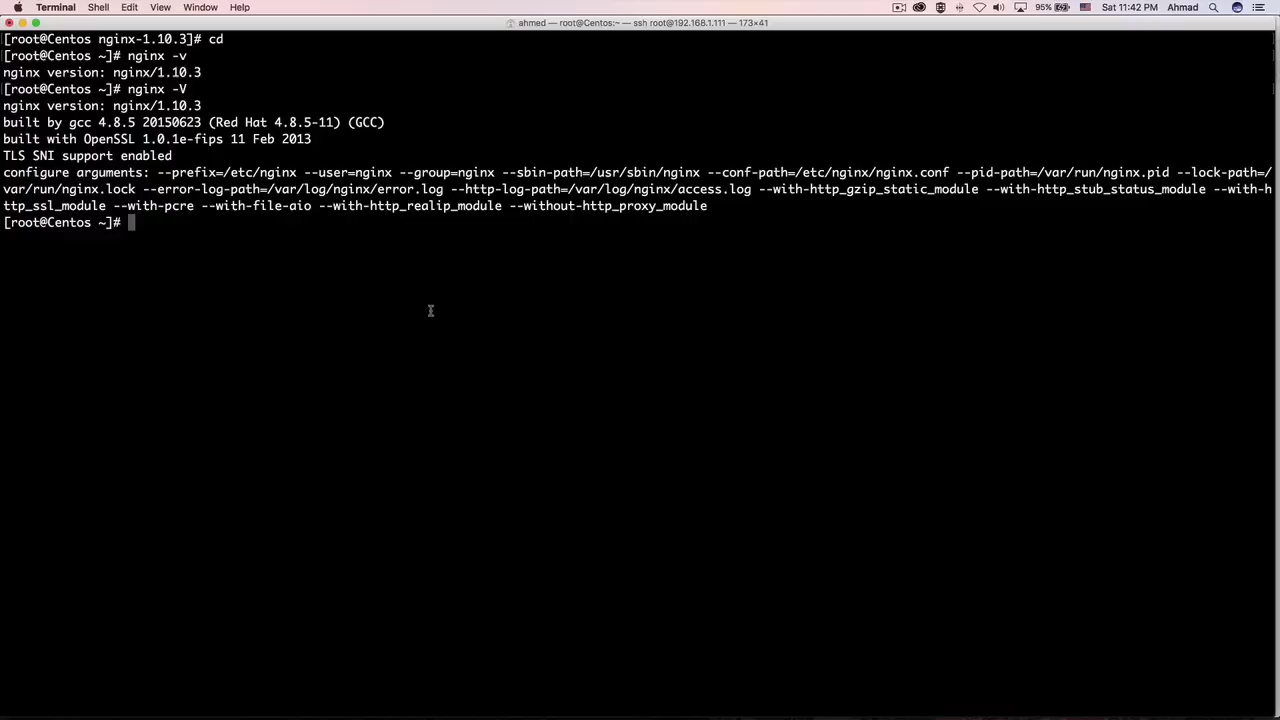 Terminal Shell Edit View Window Help 95% Sat 11:42 PM Ahmad
ahmed — root@Centos:~ — ssh root@192.168.1.111 — 173×41
[root@Centos nginx-1.10.3]# cd
[root@Centos ~]# nginx -v
nginx version: nginx/1.10.3
[root@Centos ~]# nginx -V
nginx version: nginx/1.10.3
built by gcc 4.8.5 20150623 (Red Hat 4.8.5-11) (GCC)
built with OpenSSL 1.0.1e-fips 11 Feb 2013
TLS SNI support enabled
configure arguments: --prefix=/etc/nginx --user=nginx --group=nginx --sbin-path=/usr/sbin/nginx --conf-path=/etc/nginx/nginx.conf --pid-path=/var/run/nginx.pid --lock-path=/
var/run/nginx.lock --error-log-path=/var/log/nginx/error.log --http-log-path=/var/log/nginx/access.log --with-http_gzip_static_module --with-http_stub_status_module --with-h
ttp_ssl_module --with-pcre --with-file-aio --with-http_realip_module --without-http_proxy_module
[root@Centos ~]#